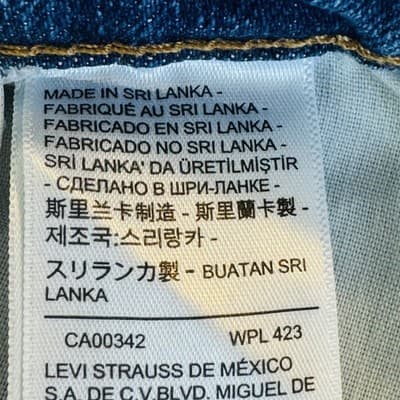 MADE IN SRI LANKA -
FABRIQUÉ AU SRI LANKA -
FABRICADO EN SRI LANKA -
FABRICADO NO SRI LANKA -
SRİ LANKA' DA ÜRETİLMİŞTİR
- СДЕЛАНО В ШРИ-ЛАНКЕ -
斯里兰卡制造 - 斯里蘭卡製 -
제조국:스리랑카 -
スリランカ製 - BUATAN SRI
LANKA
CA00342 WPL 423
LEVI STRAUSS DE MÉXICO
S.A. DE C.V.BLVD. MIGUEL DE